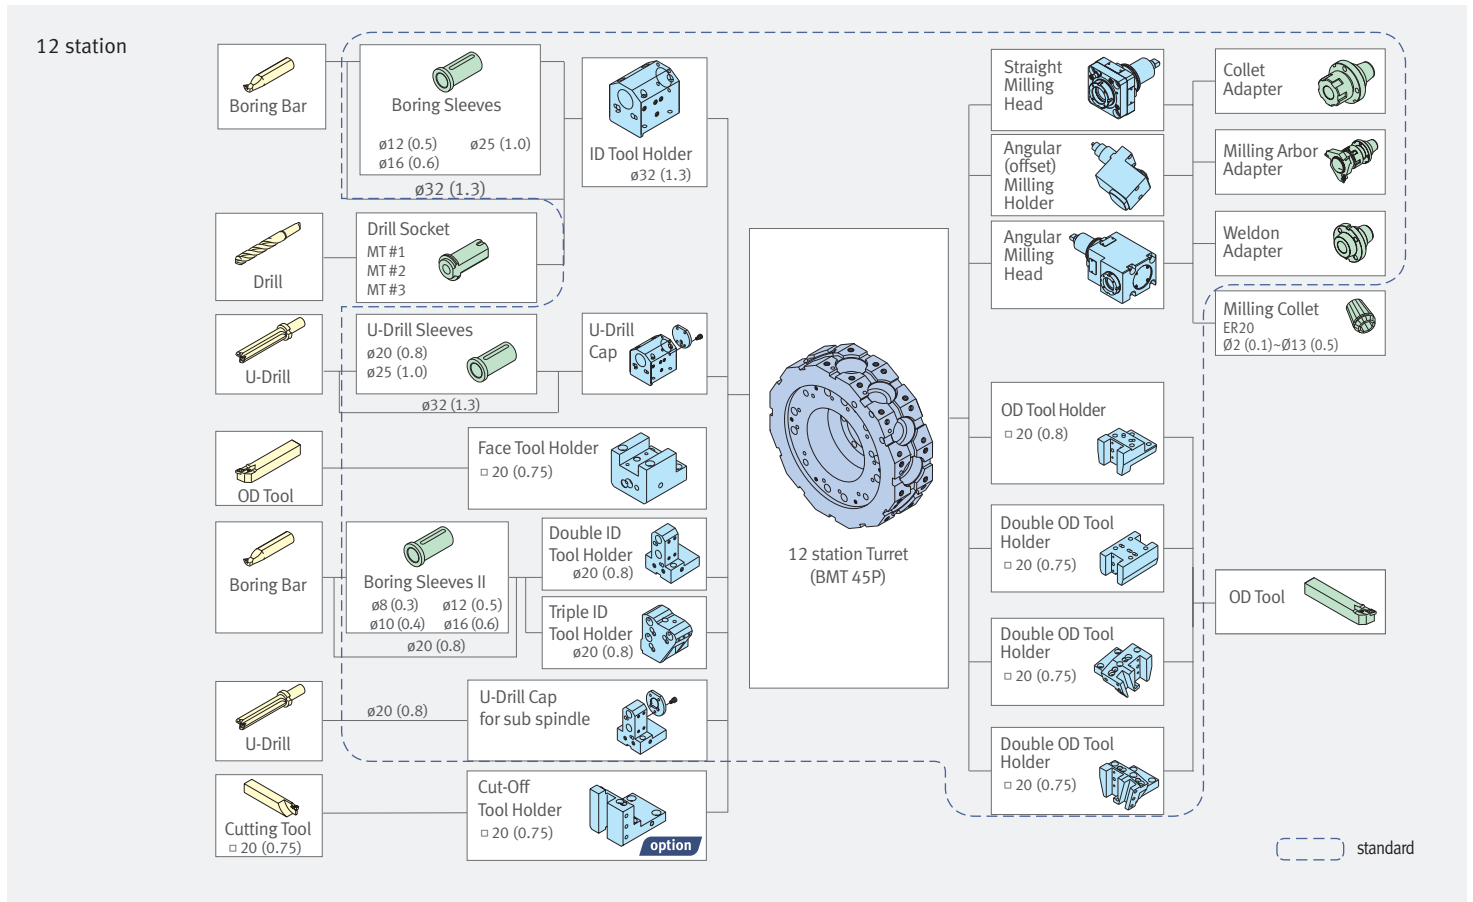 12 station
Boring Bar
Boring Sleeves
ø12 (0.5) ø25 (1.0)
ø16 (0.6)
ø32 (1.3)
ID Tool Holder
ø32 (1.3)
Drill
Drill Socket
MT #1
MT #2
MT #3
U-Drill
U-Drill Sleeves
ø20 (0.8)
ø25 (1.0)
ø32 (1.3)
U-Drill
Cap
OD Tool
Face Tool Holder
□ 20 (0.75)
Boring Bar
Boring Sleeves II
ø8 (0.3) ø12 (0.5)
ø10 (0.4) ø16 (0.6)
ø20 (0.8)
Double ID
Tool Holder
ø20 (0.8)
Triple ID
Tool Holder
ø20 (0.8)
U-Drill
ø20 (0.8)
U-Drill Cap
for sub spindle
Cutting Tool
□ 20 (0.75)
Cut-Off
Tool Holder
□ 20 (0.75)
option
12 station Turret
(BMT 45P)
Straight
Milling
Head
Angular
(offset)
Milling
Holder
Angular
Milling
Head
Collet
Adapter
Milling Arbor
Adapter
Weldon
Adapter
Milling Collet
ER20
Ø2 (0.1)~Ø13 (0.5)
OD Tool Holder
□ 20 (0.8)
Double OD Tool
Holder
□ 20 (0.75)
Double OD Tool
Holder
□ 20 (0.75)
Double OD Tool
Holder
□ 20 (0.75)
OD Tool
standard